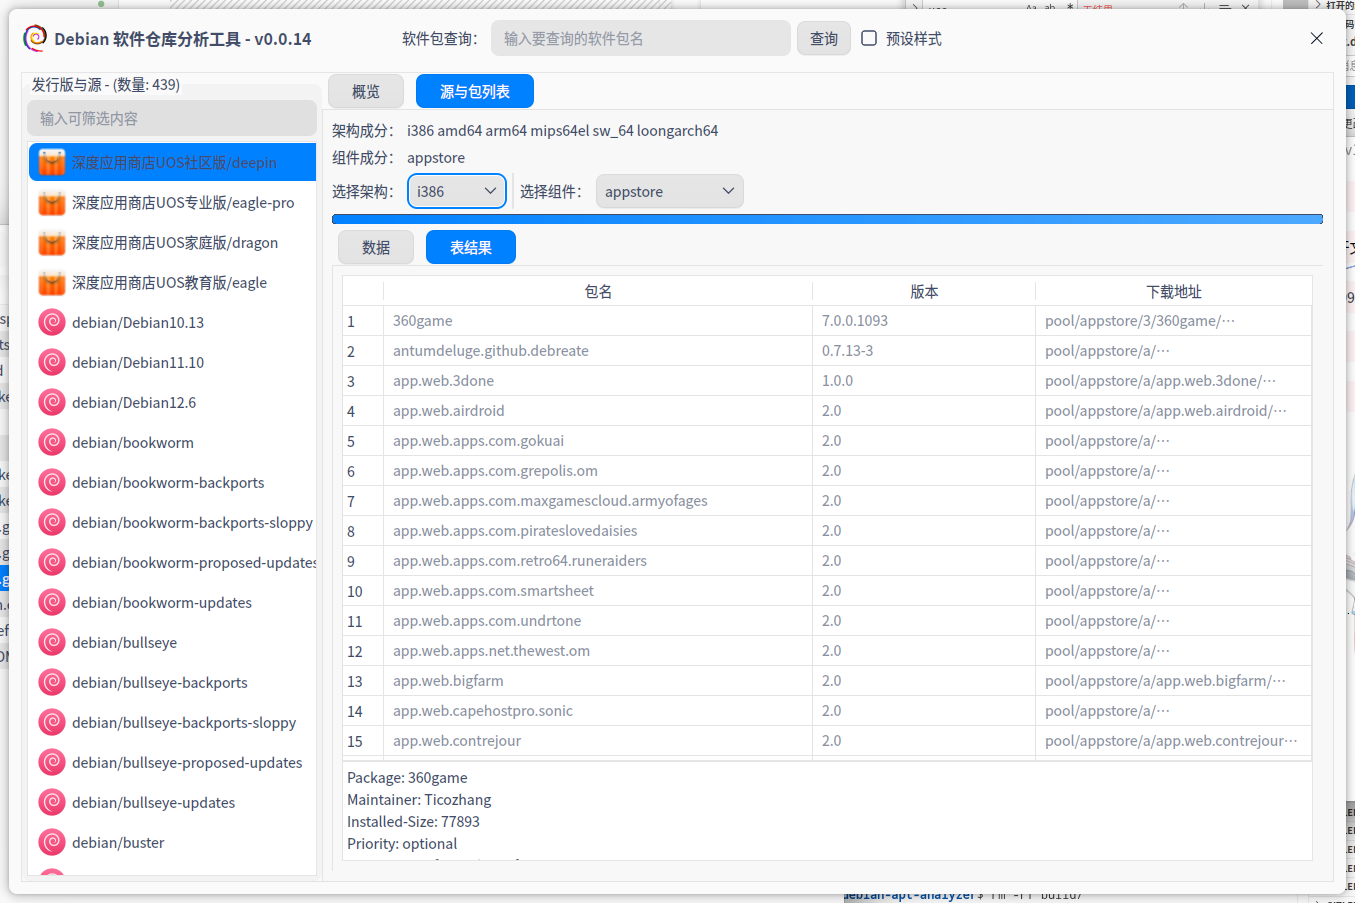 Debian 软件仓库分析工具 - v0.0.14
软件包查询： 输入要查询的软件包名 查询 预设样式
发行版与源 - (数量: 439)
输入可筛选内容
深度应用商店UOS社区版/deepin
深度应用商店UOS专业版/eagle-pro
深度应用商店UOS家庭版/dragon
深度应用商店UOS教育版/eagle
debian/Debian10.13
debian/Debian11.10
debian/Debian12.6
debian/bookworm
debian/bookworm-backports
debian/bookworm-backports-sloppy
debian/bookworm-proposed-updates
debian/bookworm-updates
debian/bullseye
debian/bullseye-backports
debian/bullseye-backports-sloppy
debian/bullseye-proposed-updates
debian/bullseye-updates
debian/buster
概览 源与包列表
架构成分： i386 amd64 arm64 mips64el sw_64 loongarch64
组件成分： appstore
选择架构： i386 选择组件： appstore
数据 表结果
包名 版本 下载地址
1 360game 7.0.0.1093 pool/appstore/3/360game/···
2 antumdeluge.github.debreate 0.7.13-3 pool/appstore/a/···
3 app.web.3done 1.0.0 pool/appstore/a/app.web.3done/···
4 app.web.airdroid 2.0 pool/appstore/a/app.web.airdroid/···
5 app.web.apps.com.gokuai 2.0 pool/appstore/a/···
6 app.web.apps.com.grepolis.om 2.0 pool/appstore/a/···
7 app.web.apps.com.maxgamescloud.armyofages 2.0 pool/appstore/a/···
8 app.web.apps.com.pirateslovedaisies 2.0 pool/appstore/a/···
9 app.web.apps.com.retro64.runeraiders 2.0 pool/appstore/a/···
10 app.web.apps.com.smartsheet 2.0 pool/appstore/a/···
11 app.web.apps.com.undrtone 2.0 pool/appstore/a/···
12 app.web.apps.net.thewest.om 2.0 pool/appstore/a/···
13 app.web.bigfarm 2.0 pool/appstore/a/app.web.bigfarm/···
14 app.web.capehostpro.sonic 2.0 pool/appstore/a/···
15 app.web.contrejour 2.0 pool/appstore/a/app.web.contrejour···
Package: 360game
Maintainer: Ticozhang
Installed-Size: 77893
Priority: optional